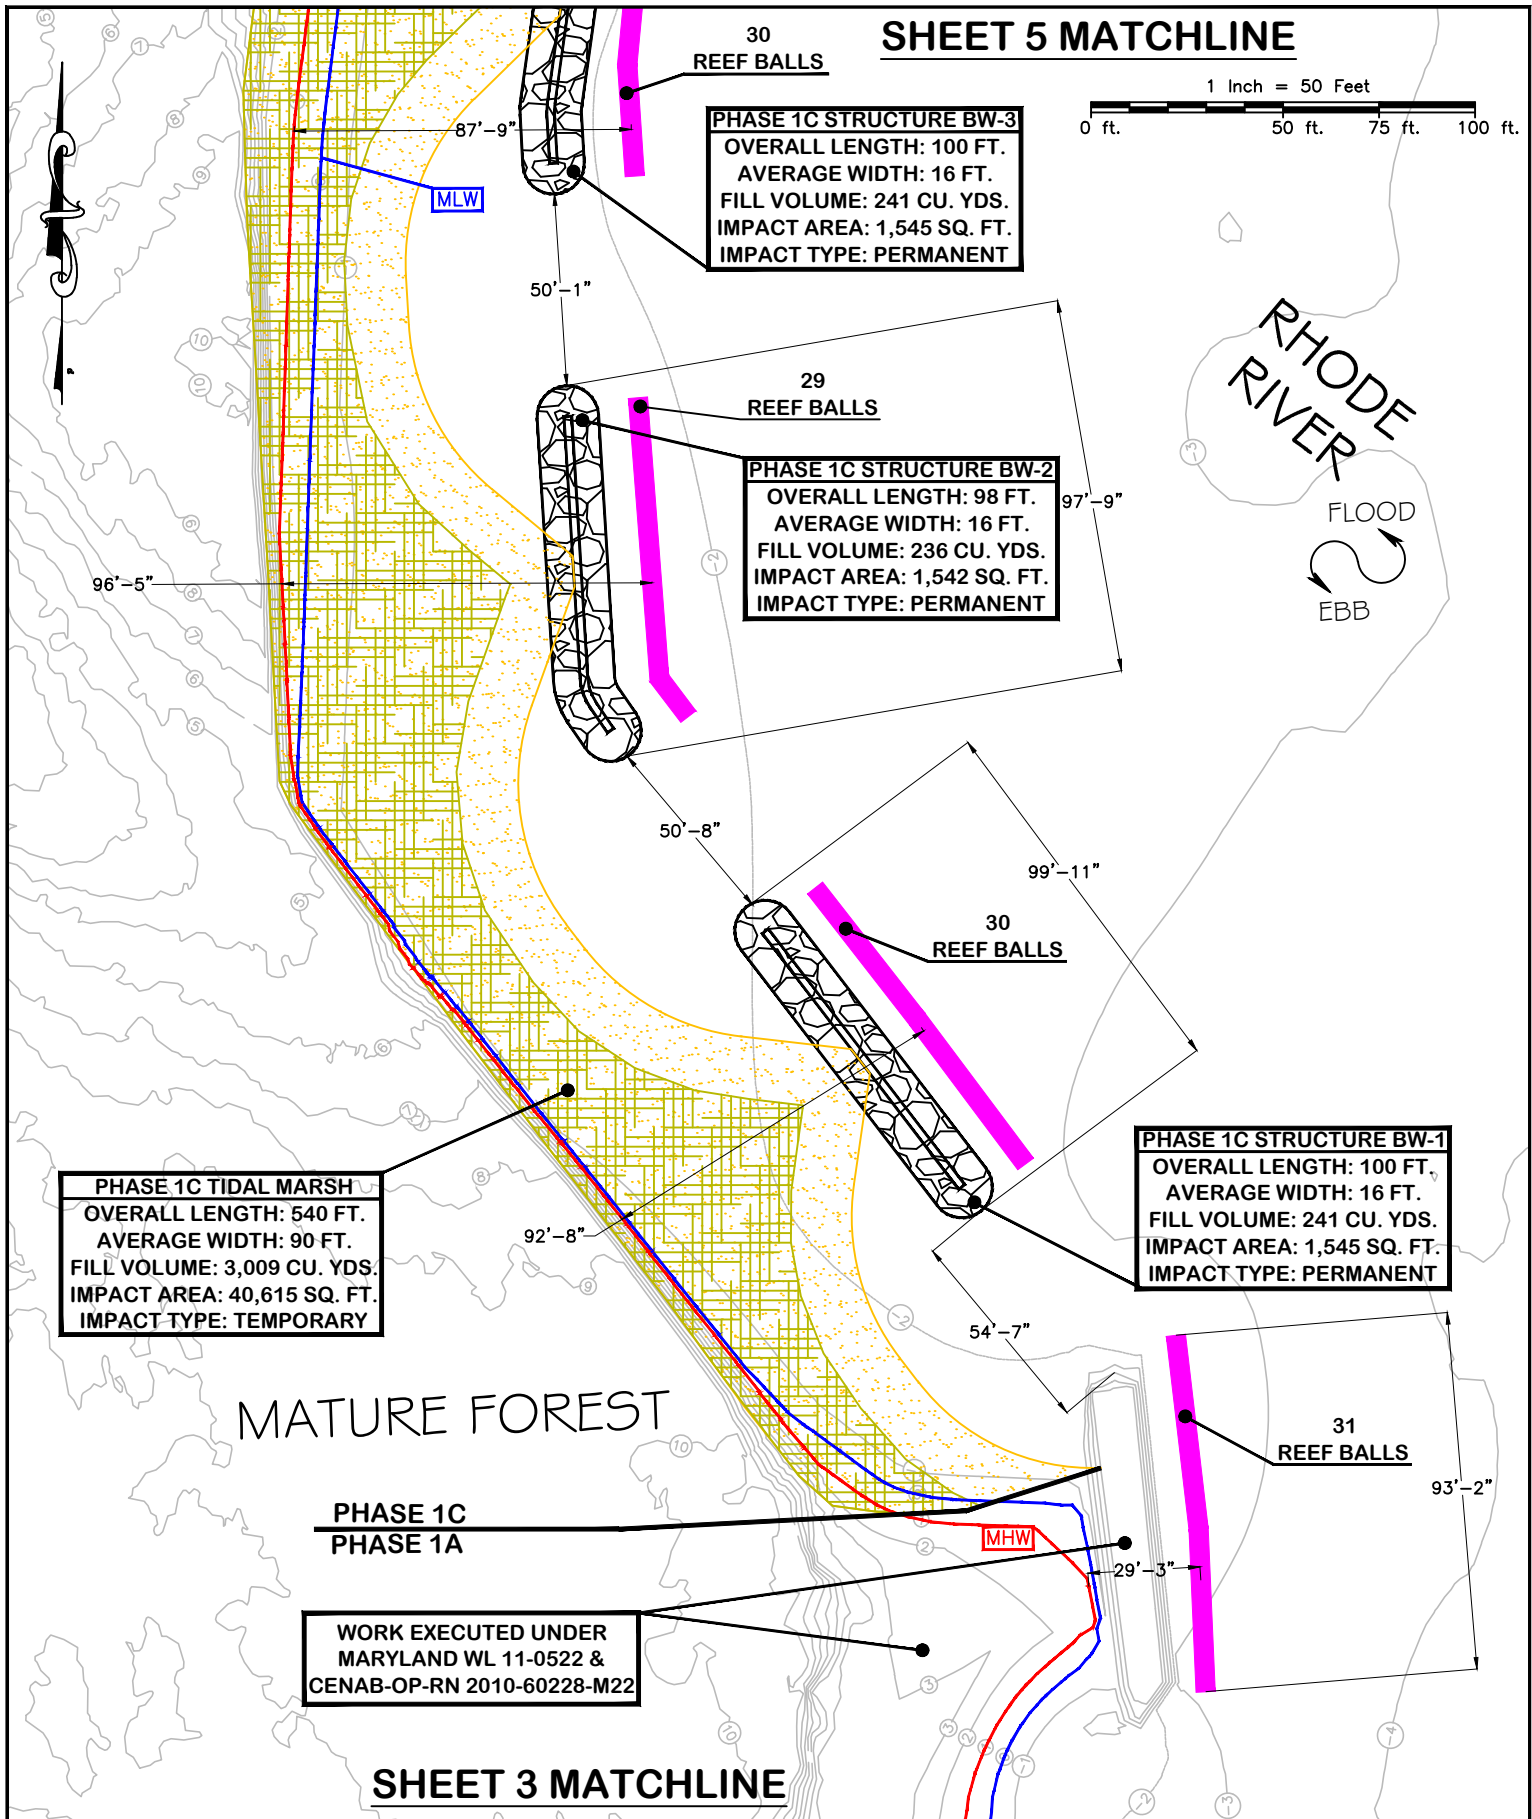 SHEET 5 MATCHLINE
30
REEF BALLS
1 Inch = 50 Feet
0 ft.
50 ft.
75 ft.
100 ft.
PHASE 1C STRUCTURE BW-3
OVERALL LENGTH: 100 FT.
AVERAGE WIDTH: 16 FT.
FILL VOLUME: 241 CU. YDS.
IMPACT AREA: 1,545 SQ. FT.
IMPACT TYPE: PERMANENT
87'-9"
MLW
50'-1"
RHODE
RIVER
29
REEF BALLS
PHASE 1C STRUCTURE BW-2
OVERALL LENGTH: 98 FT.
AVERAGE WIDTH: 16 FT.
FILL VOLUME: 236 CU. YDS.
IMPACT AREA: 1,542 SQ. FT.
IMPACT TYPE: PERMANENT
97'-9"
FLOOD
EBB
96'-5"
50'-8"
99'-11"
30
REEF BALLS
PHASE 1C STRUCTURE BW-1
OVERALL LENGTH: 100 FT.
AVERAGE WIDTH: 16 FT.
FILL VOLUME: 241 CU. YDS.
IMPACT AREA: 1,545 SQ. FT.
IMPACT TYPE: PERMANENT
PHASE 1C TIDAL MARSH
OVERALL LENGTH: 540 FT.
AVERAGE WIDTH: 90 FT.
FILL VOLUME: 3,009 CU. YDS.
IMPACT AREA: 40,615 SQ. FT.
IMPACT TYPE: TEMPORARY
92'-8"
54'-7"
MATURE FOREST
31
REEF BALLS
93'-2"
PHASE 1C
PHASE 1A
MHW
29'-3"
WORK EXECUTED UNDER
MARYLAND WL 11-0522 &
CENAB-OP-RN 2010-60228-M22
SHEET 3 MATCHLINE